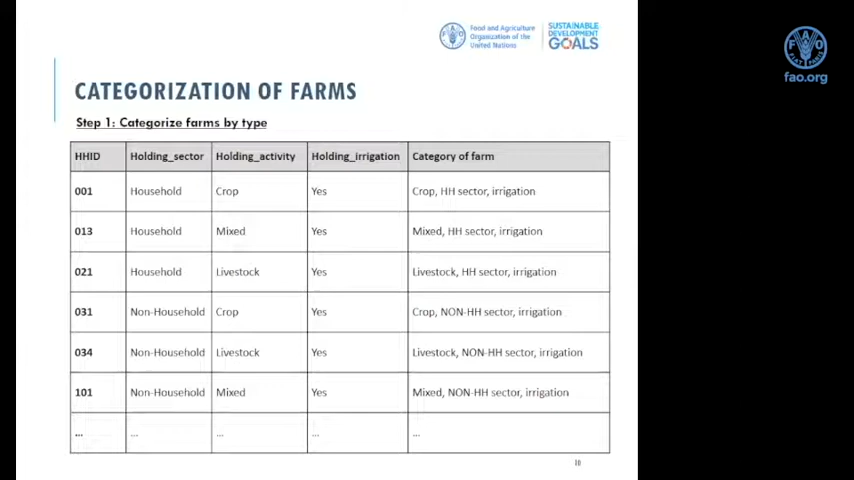 Food and Agriculture
Organization of the
United Nations
SUSTAINABLE
DEVELOPMENT
GOALS
FAO
FIAT PANIS
fao.org
CATEGORIZATION OF FARMS
Step 1: Categorize farms by type
HHID Holding_sector Holding_activity Holding_irrigation Category of farm
001 Household Crop Yes Crop, HH sector, irrigation
013 Household Mixed Yes Mixed, HH sector, irrigation
021 Household Livestock Yes Livestock, HH sector, irrigation
031 Non-Household Crop Yes Crop, NON-HH sector, irrigation
034 Non-Household Livestock Yes Livestock, NON-HH sector, irrigation
101 Non-Household Mixed Yes Mixed, NON-HH sector, irrigation
... ... ... ... ...
10